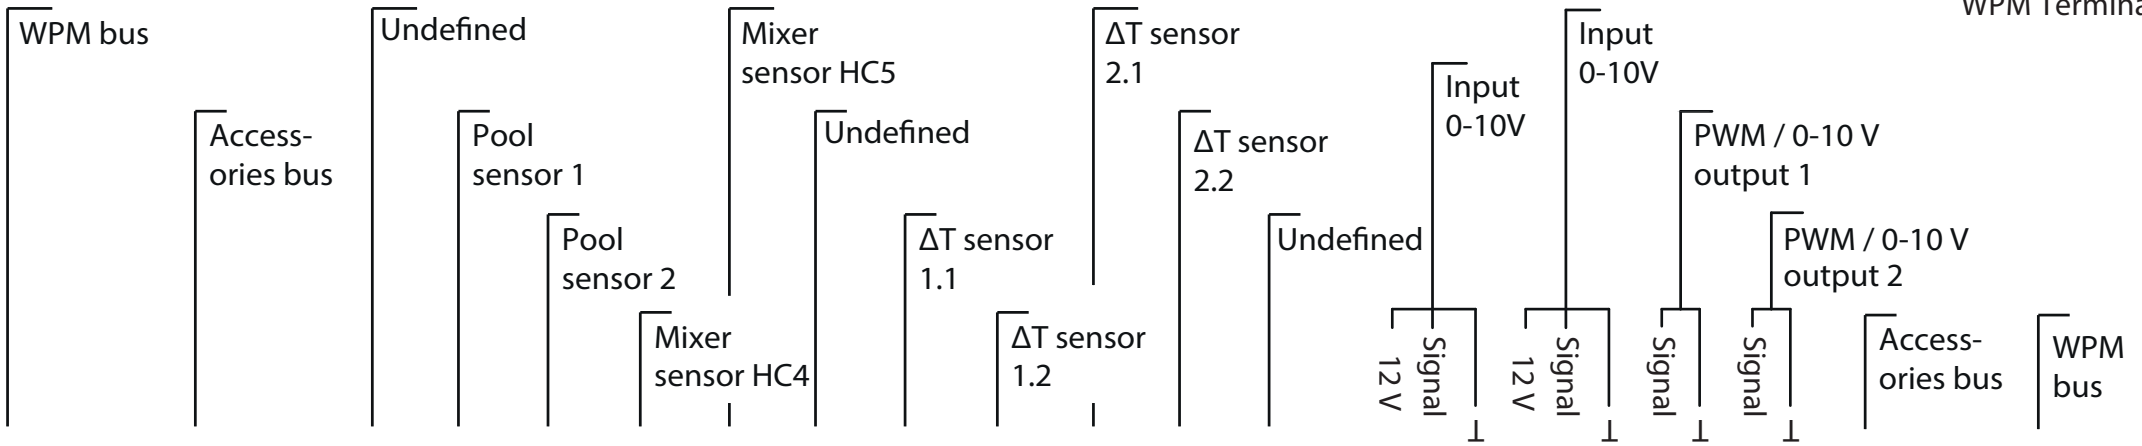 WPM Termina
WPM bus
Access-
ories bus
Undefined
Pool
sensor 1
Pool
sensor 2
Mixer
sensor HC4
Mixer
sensor HC5
Undefined
ΔT sensor
1.1
ΔT sensor
1.2
ΔT sensor
2.1
ΔT sensor
2.2
Undefined
Input
0-10V
12 V
Signal
Input
0-10V
12 V
Signal
PWM / 0-10 V
output 1
Signal
PWM / 0-10 V
output 2
Signal
Access-
ories bus
WPM
bus